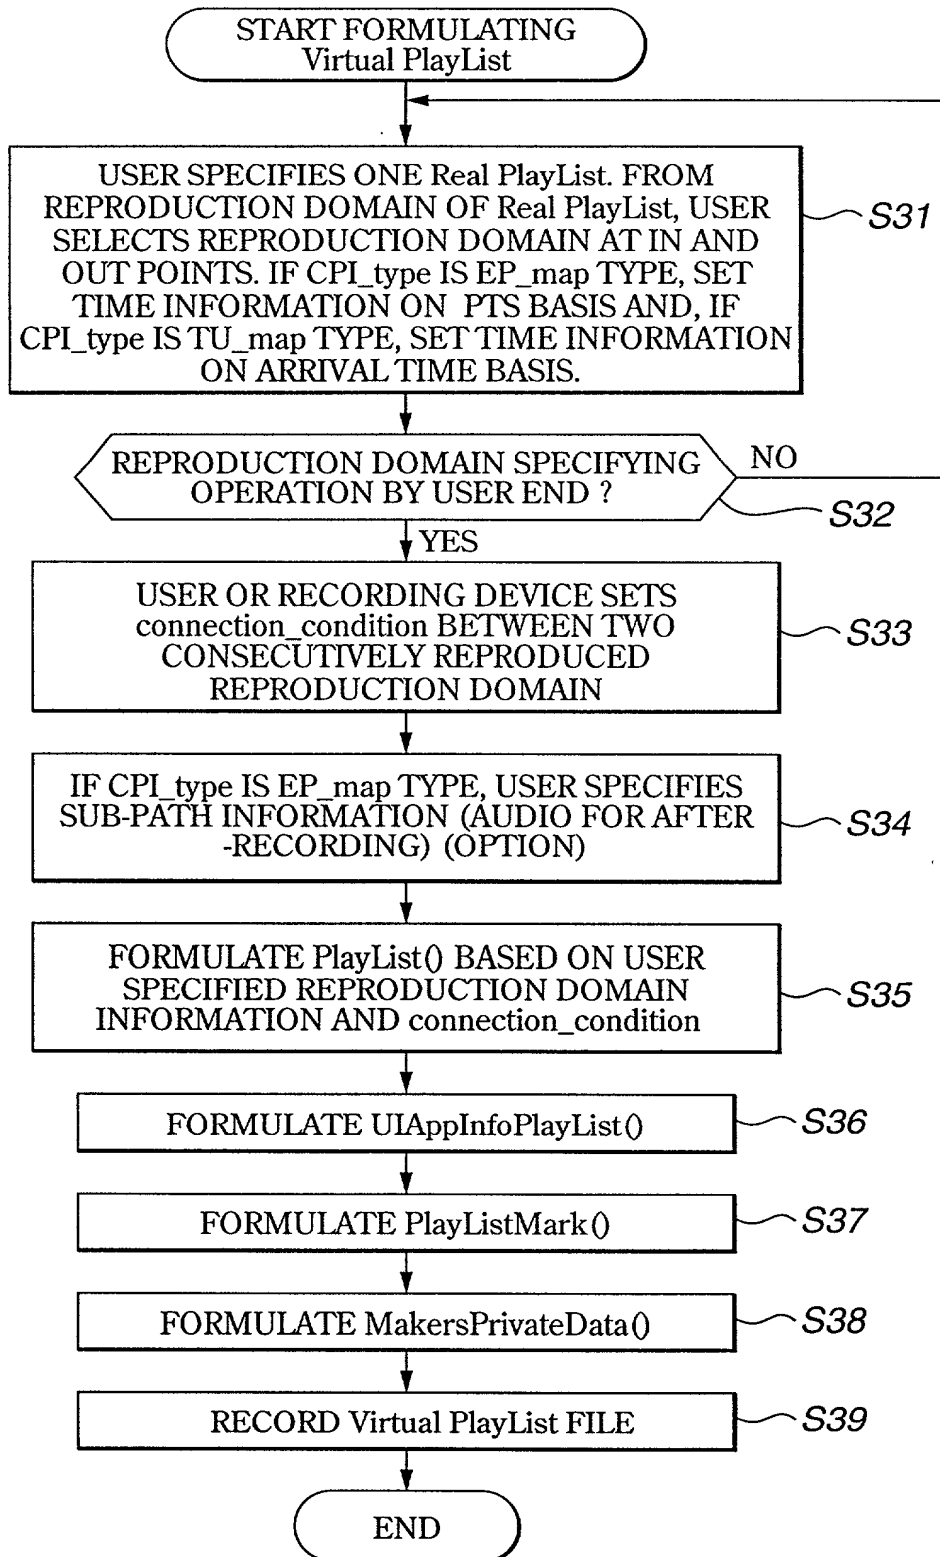 START FORMULATING
Virtual PlayList
USER SPECIFIES ONE Real PlayList. FROM
REPRODUCTION DOMAIN OF Real PlayList, USER
SELECTS REPRODUCTION DOMAIN AT IN AND
OUT POINTS. IF CPI_type IS EP_map TYPE, SET
TIME INFORMATION ON PTS BASIS AND, IF
CPI_type IS TU_map TYPE, SET TIME INFORMATION
ON ARRIVAL TIME BASIS.
S31
REPRODUCTION DOMAIN SPECIFYING
OPERATION BY USER END ?
NO
S32
YES
USER OR RECORDING DEVICE SETS
connection_condition BETWEEN TWO
CONSECUTIVELY REPRODUCED
REPRODUCTION DOMAIN
S33
IF CPI_type IS EP_map TYPE, USER SPECIFIES
SUB-PATH INFORMATION (AUDIO FOR AFTER
-RECORDING) (OPTION)
S34
FORMULATE PlayList() BASED ON USER
SPECIFIED REPRODUCTION DOMAIN
INFORMATION AND connection_condition
S35
FORMULATE UIAppInfoPlayList()
S36
FORMULATE PlayListMark()
S37
FORMULATE MakersPrivateData()
S38
RECORD Virtual PlayList FILE
S39
END